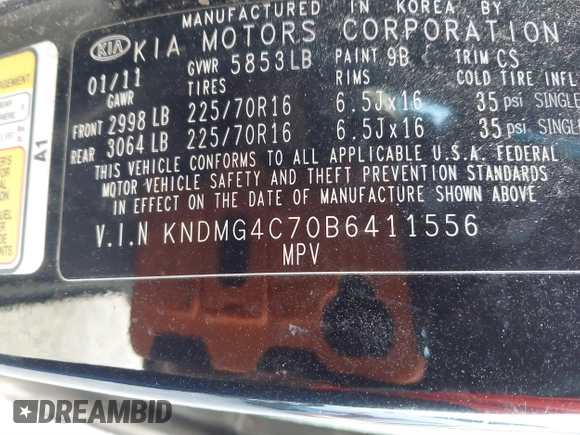 MANUFACTURED IN KOREA BY
KIA KIA MOTORS CORPORATION
01/11 GVWR 5853LB PAINT 9B TRIM CS
GAWR TIRES RIMS COLD TIRE INFL
FRONT 2998 LB 225/70R16 6.5Jx16 35 psi SINGLE
REAR 3064 LB 225/70R16 6.5Jx16 35 psi SINGLE
THIS VEHICLE CONFORMS TO ALL APPLICABLE U.S.A. FEDERAL
MOTOR VEHICLE SAFETY AND THEFT PREVENTION STANDARDS
IN EFFECT ON THE DATE OF MANUFACTURE SHOWN ABOVE.
V.I.N KNDMG4C70B6411556
MPV
A1
DREAMBID